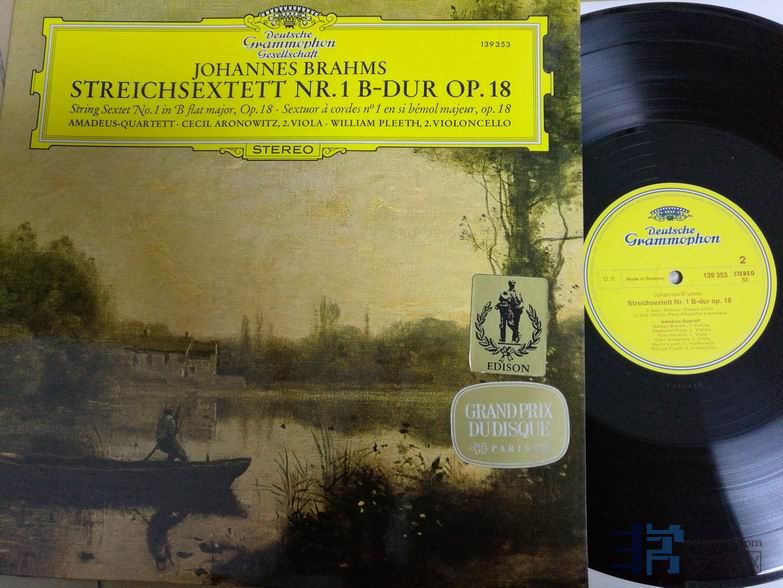 Deutsche
Grammophon
Gesellschaft
139 353
JOHANNES BRAHMS
STREICHSEXTETT NR. 1 B-DUR OP. 18
String Sextet No. 1 in B flat major, Op. 18 · Sextuor à cordes nº 1 en si bémol majeur, op. 18
AMADEUS-QUARTETT · CECIL ARONOWITZ, 2. VIOLA · WILLIAM PLEETH, 2. VIOLONCELLO
STEREO
EDISON
GRAND PRIX
DU DISQUE
PARIS
Deutsche
Grammophon
2
D. P.
Made in Germany
139 353
STEREO
33
Johannes Brahms
Streichsextett Nr. 1 B-dur op. 18
Amadeus-Quartett